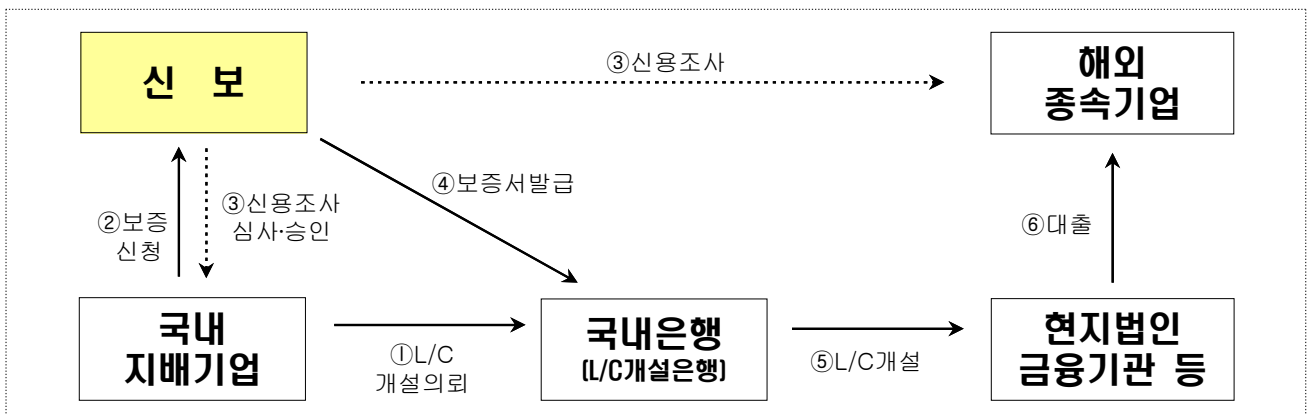 신 보
③신용조사
해외
종속기업
②보증
신청
③신용조사
심사·승인
④보증서발급
⑥대출
국내
지배기업
①L/C
개설의뢰
국내은행
(L/C개설은행)
⑤L/C개설
현지법인
금융기관 등